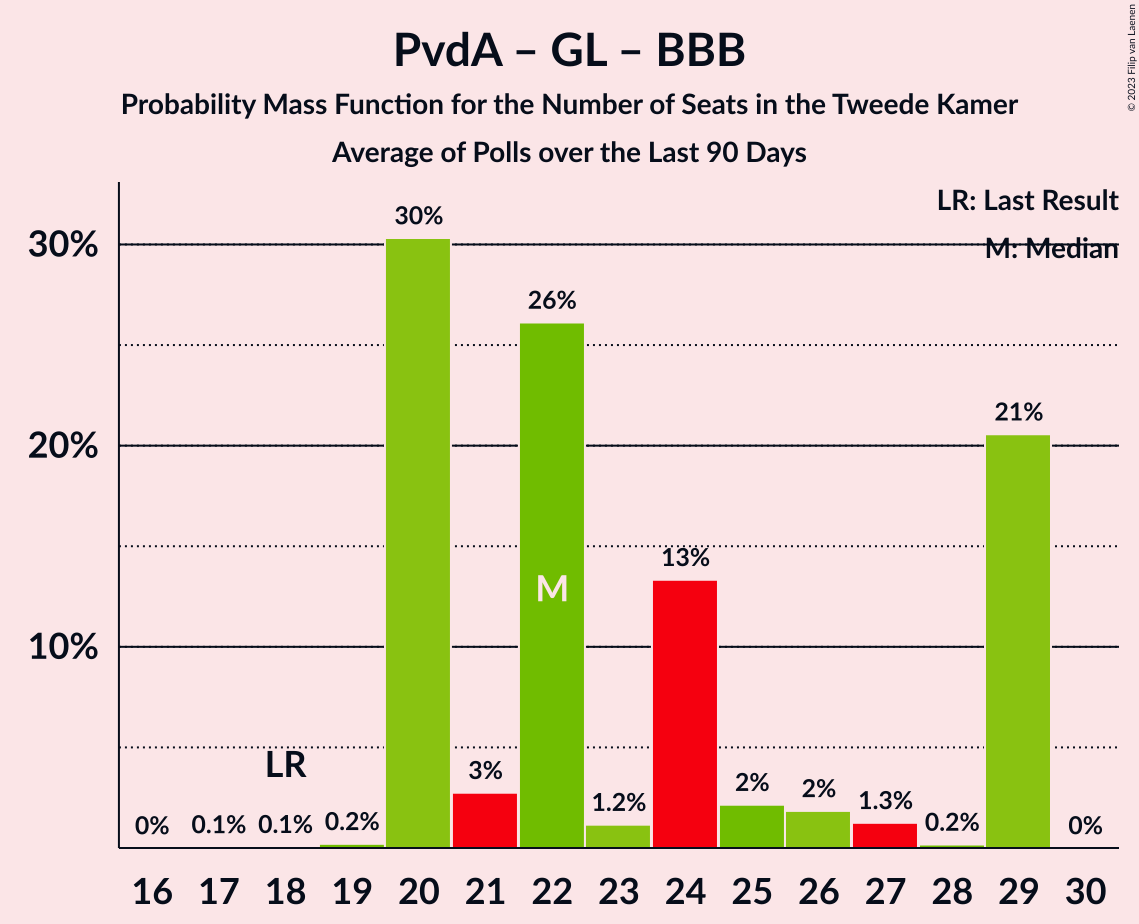 PvdA – GL – BBB
Probability Mass Function for the Number of Seats in the Tweede Kamer
Average of Polls over the Last 90 Days
© 2023 Filip van Laenen
LR: Last Result
M: Median
30%
20%
10%
0%
0.1%
0.1%
0.2%
30%
3%
26%
1.2%
13%
2%
2%
1.3%
0.2%
21%
0%
LR
M
16 17 18 19 20 21 22 23 24 25 26 27 28 29 30